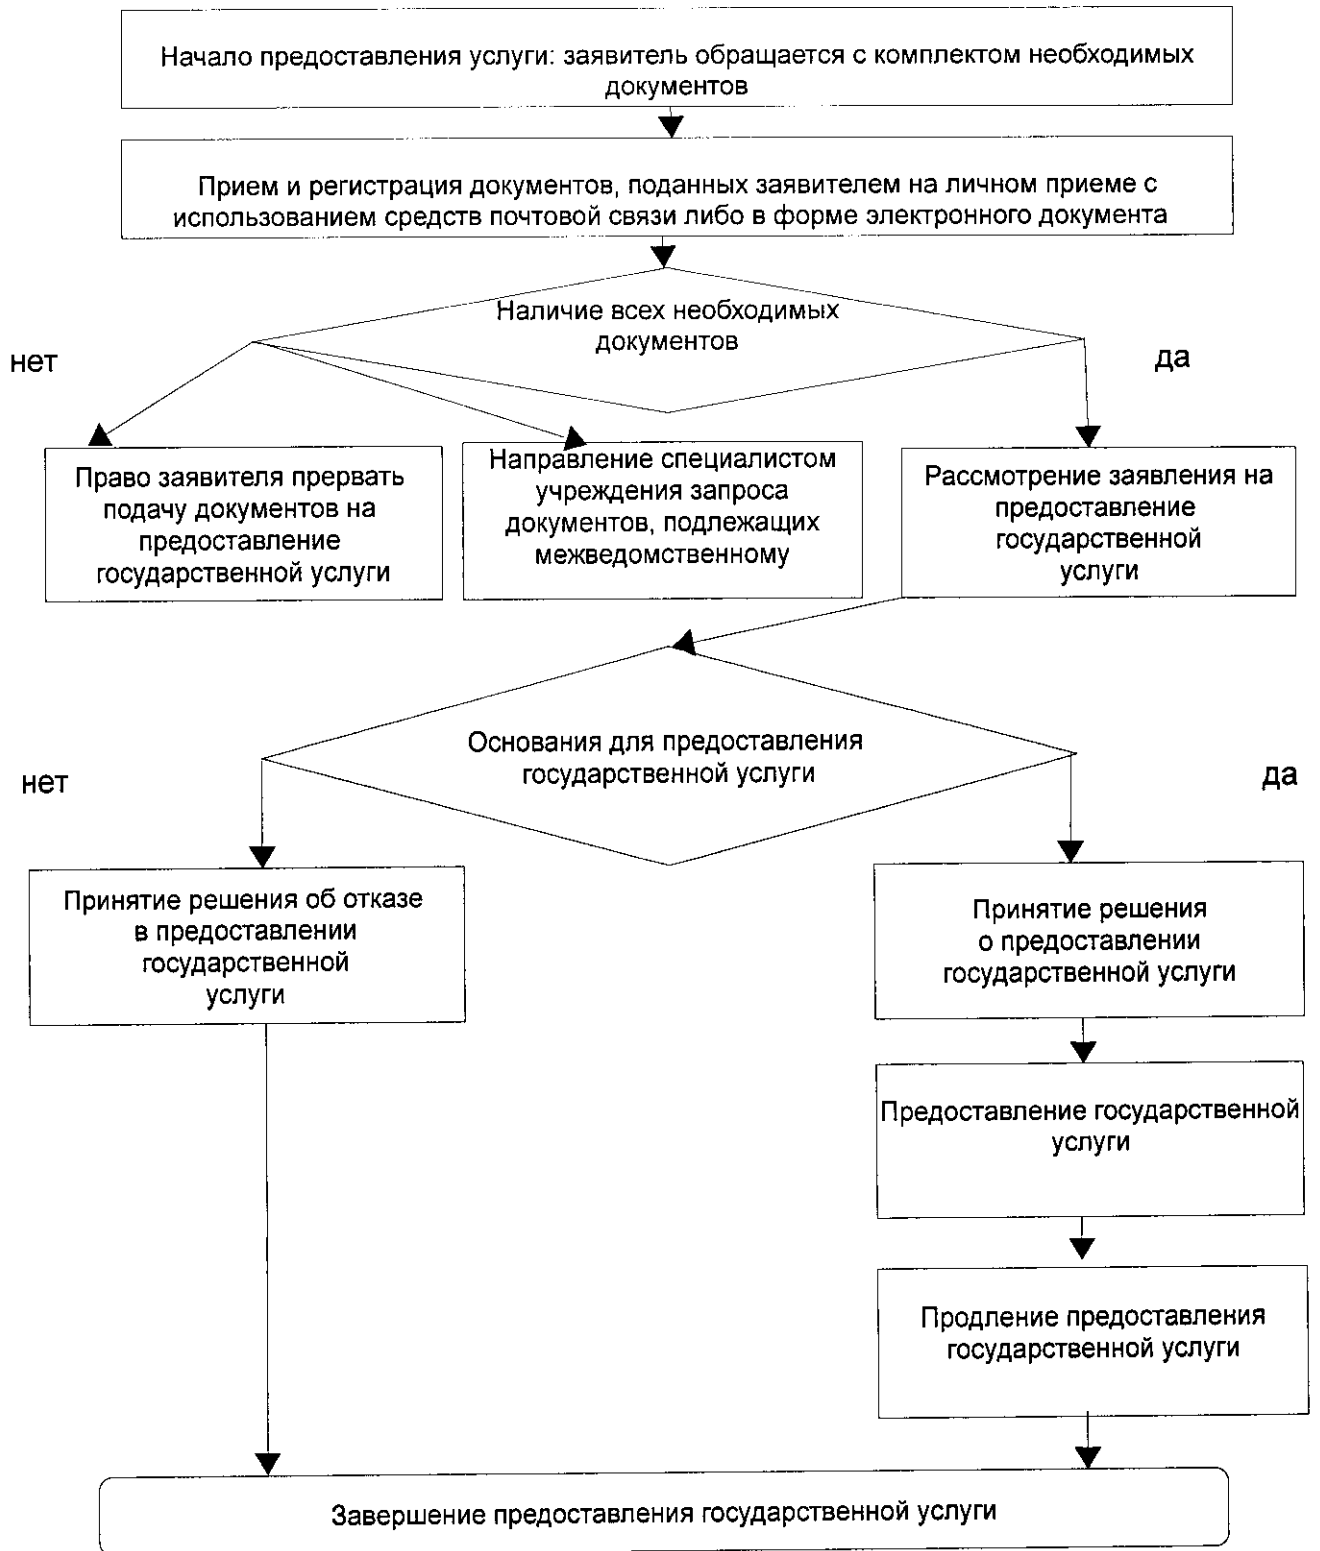 Начало предоставления услуги: заявитель обращается с комплектом необходимых
документов
Прием и регистрация документов, поданных заявителем на личном приеме с
использованием средств почтовой связи либо в форме электронного документа
Наличие всех необходимых
документов
нет
да
Право заявителя прервать
подачу документов на
предоставление
государственной услуги
Направление специалистом
учреждения запроса
документов, подлежащих
межведомственному
Рассмотрение заявления на
предоставление
государственной
услуги
Основания для предоставления
государственной услуги
нет
да
Принятие решения об отказе
в предоставлении
государственной
услуги
Принятие решения
о предоставлении
государственной услуги
Предоставление государственной
услуги
Продление предоставления
государственной услуги
Завершение предоставления государственной услуги